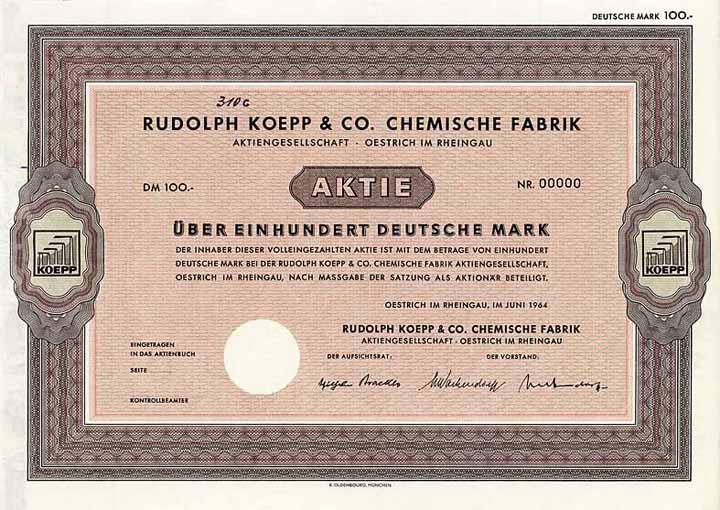 DEUTSCHE MARK 100.-
310c
RUDOLPH KOEPP & CO. CHEMISCHE FABRIK
AKTIENGESELLSCHAFT · OESTRICH IM RHEINGAU
DM 100.-
AKTIE
NR. 00000
ÜBER EINHUNDERT DEUTSCHE MARK
DER INHABER DIESER VOLLEINGEZAHLTEN AKTIE IST MIT DEM BETRAGE VON EINHUNDERT
DEUTSCHE MARK BEI DER RUDOLPH KOEPP & CO. CHEMISCHE FABRIK AKTIENGESELLSCHAFT,
OESTRICH IM RHEINGAU, NACH MASSGABE DER SATZUNG ALS AKTIONÄR BETEILIGT.
KOEPP
KOEPP
OESTRICH IM RHEINGAU, IM JUNI 1964
RUDOLPH KOEPP & CO. CHEMISCHE FABRIK
AKTIENGESELLSCHAFT · OESTRICH IM RHEINGAU
EINGETRAGEN
IN DAS AKTIENBUCH
SEITE
KONTROLLBEAMTER
DER AUFSICHTSRAT:
DER VORSTAND:
R. OLDENBOURG, MÜNCHEN